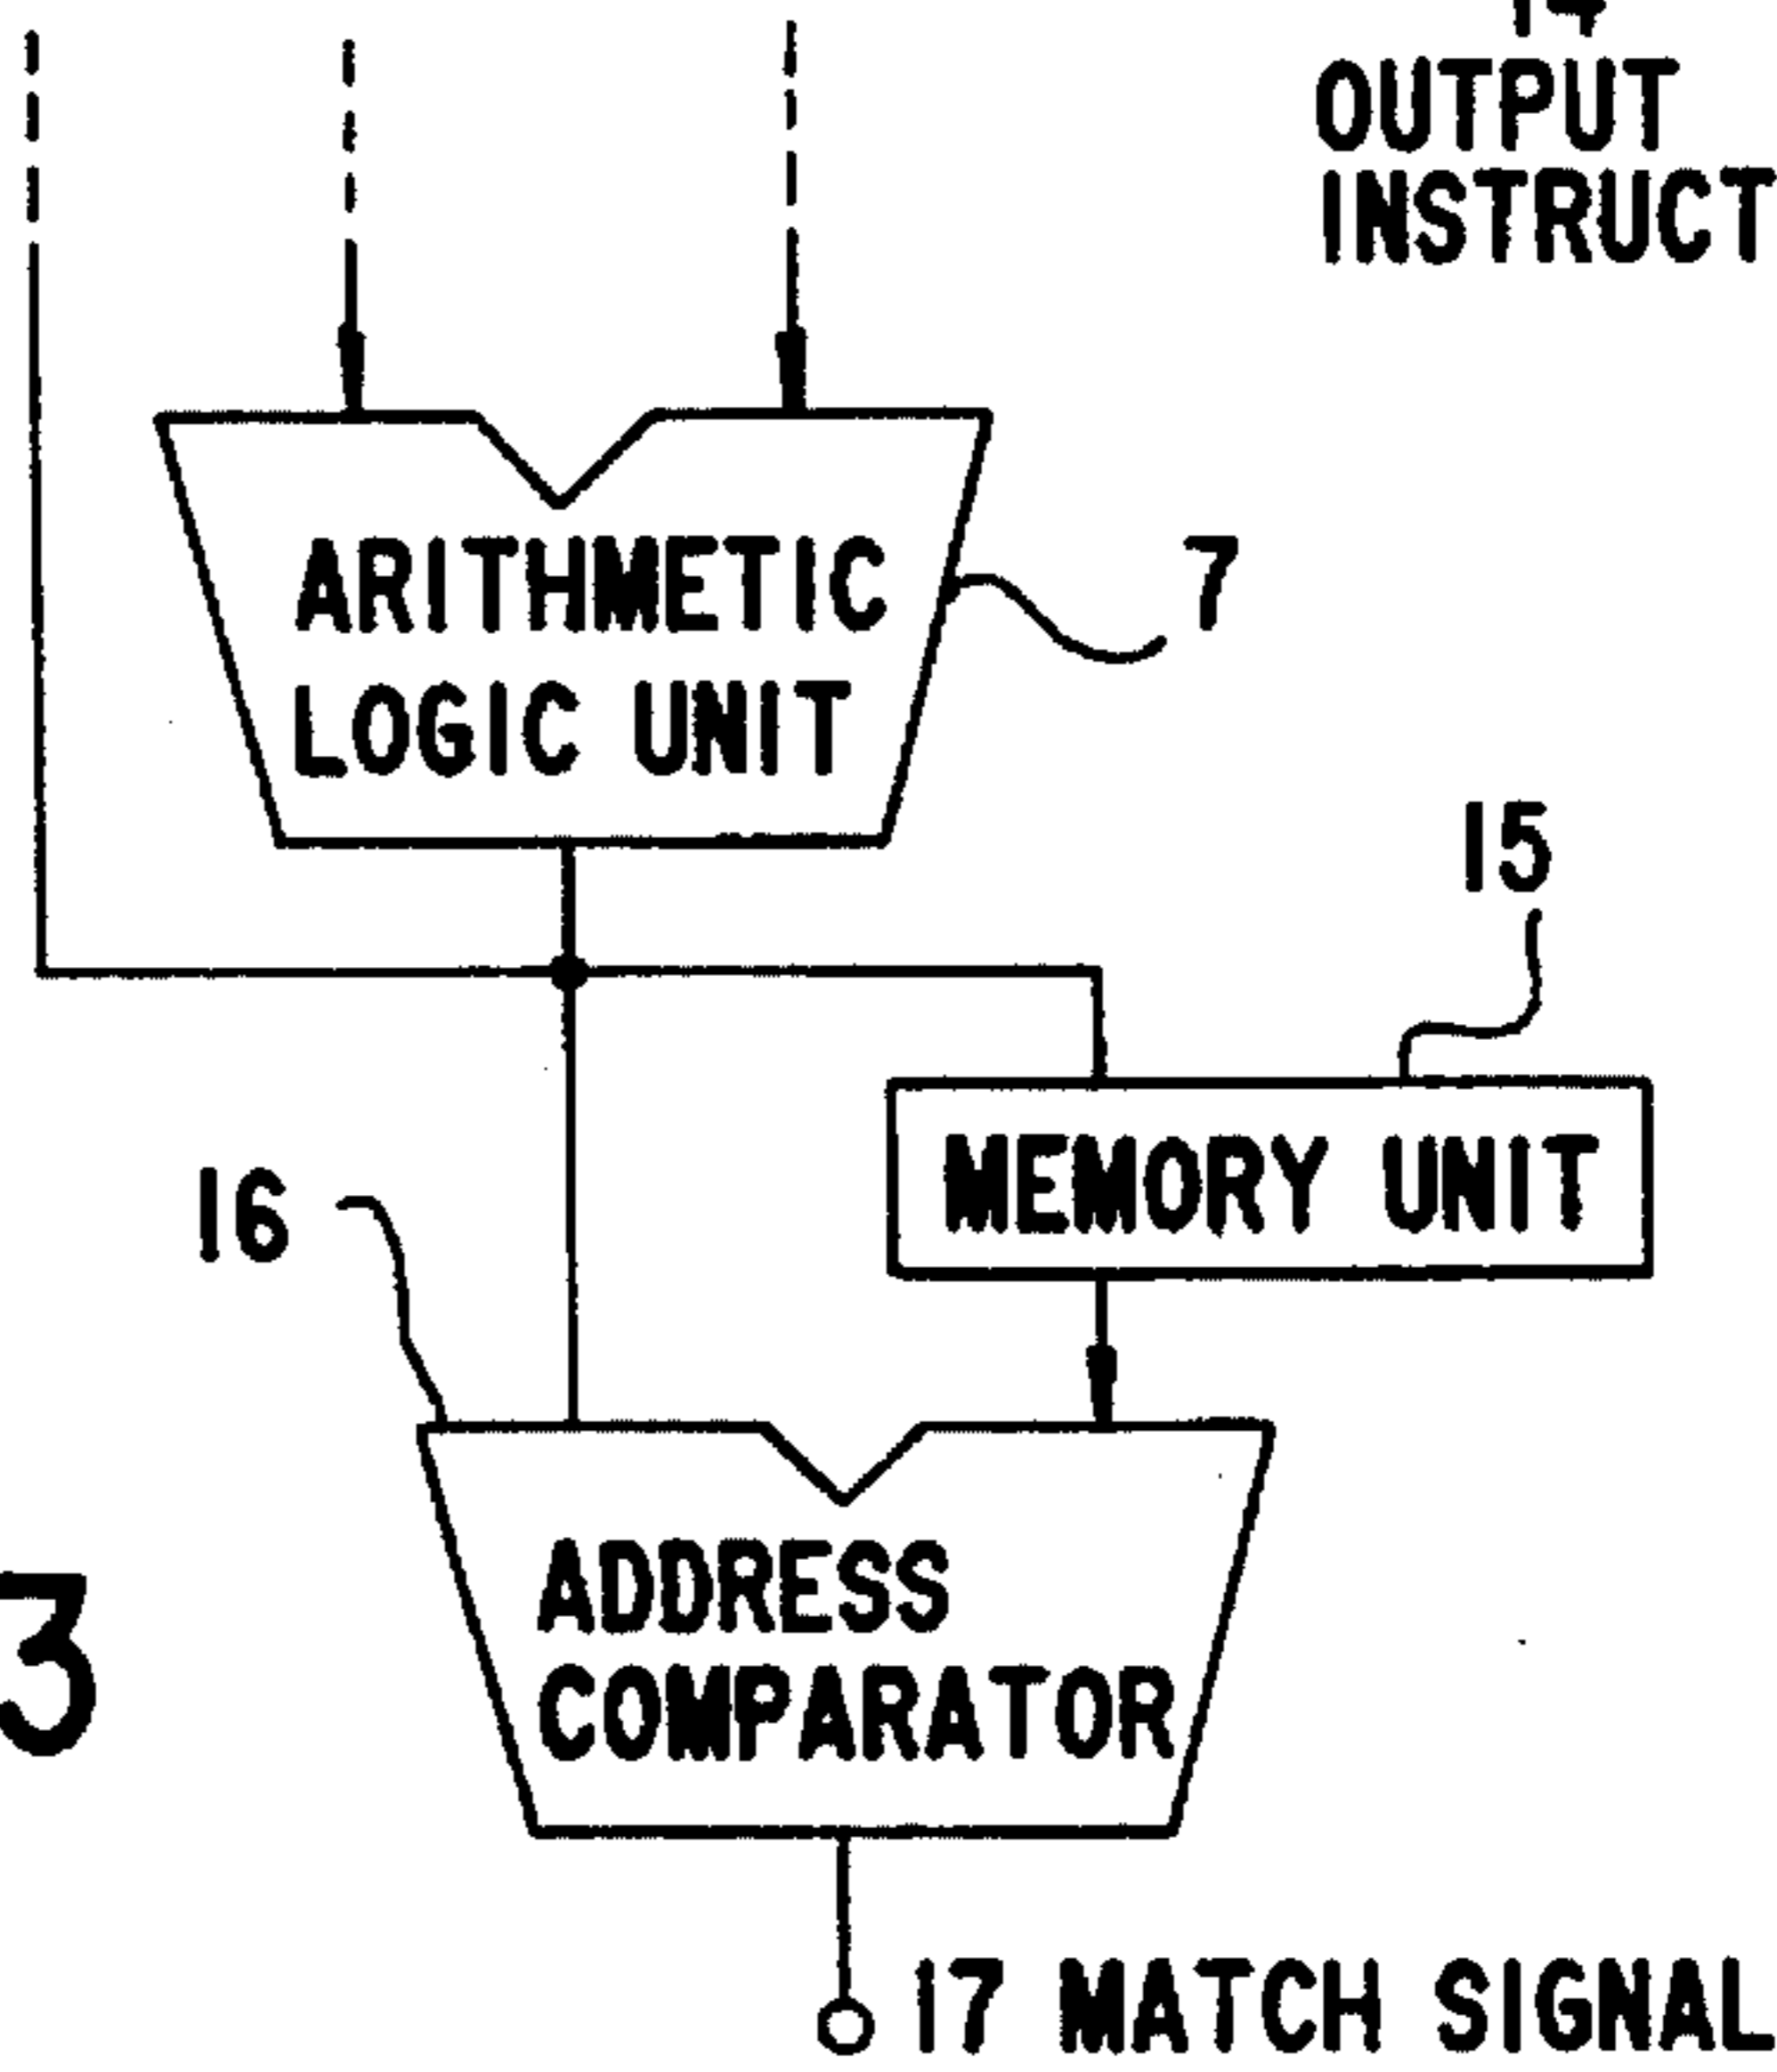 OUTPUT
INSTRUCT
ARITHMETIC
LOGIC UNIT
7
15
MEMORY UNIT
16
ADDRESS
COMPARATOR
3
17 MATCH SIGNAL